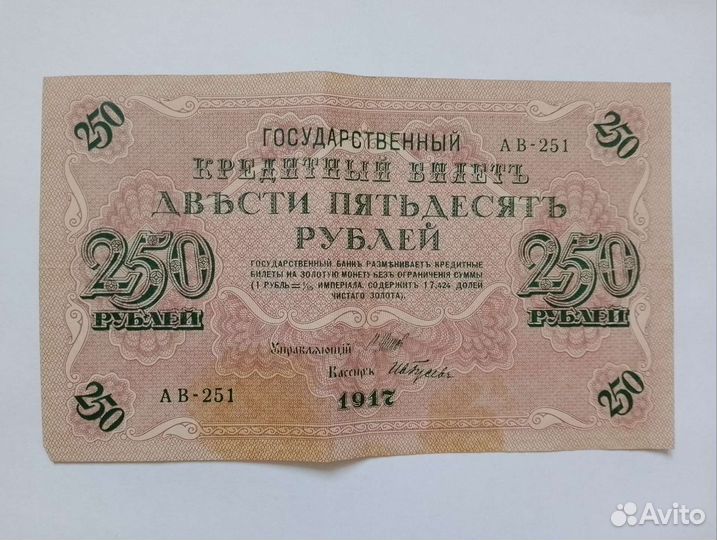 250
250
ГОСУДАРСТВЕННЫЙ АВ-251
КРЕДИТНЫЙ БИЛЕТЪ
ДВѢСТИ ПЯТЬДЕСЯТЪ
РУБЛЕЙ
250
РУБЛЕЙ
250
РУБЛЕЙ
ГОСУДАРСТВЕННЫЙ БАНКЪ РАЗМѢНИВАЕТЪ КРЕДИТНЫЕ
БИЛЕТЫ НА ЗОЛОТУЮ МОНЕТУ БЕЗЪ ОГРАНИЧЕНІЯ СУММЫ
(1 РУБЛЬ = 1/15 ИМПЕРІАЛА, СОДЕРЖИТЪ 17,424 ДОЛЕЙ
ЧИСТАГО ЗОЛОТА).
Управляющій
Кассиръ
АВ-251
1917
250
250
Avito